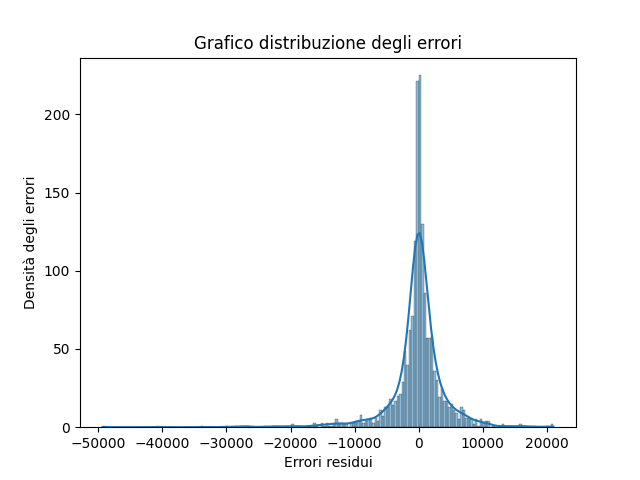 Grafico distribuzione degli errori
200
150
100
50
0
Densità degli errori
−50000 −40000 −30000 −20000 −10000 0 10000 20000
Errori residui